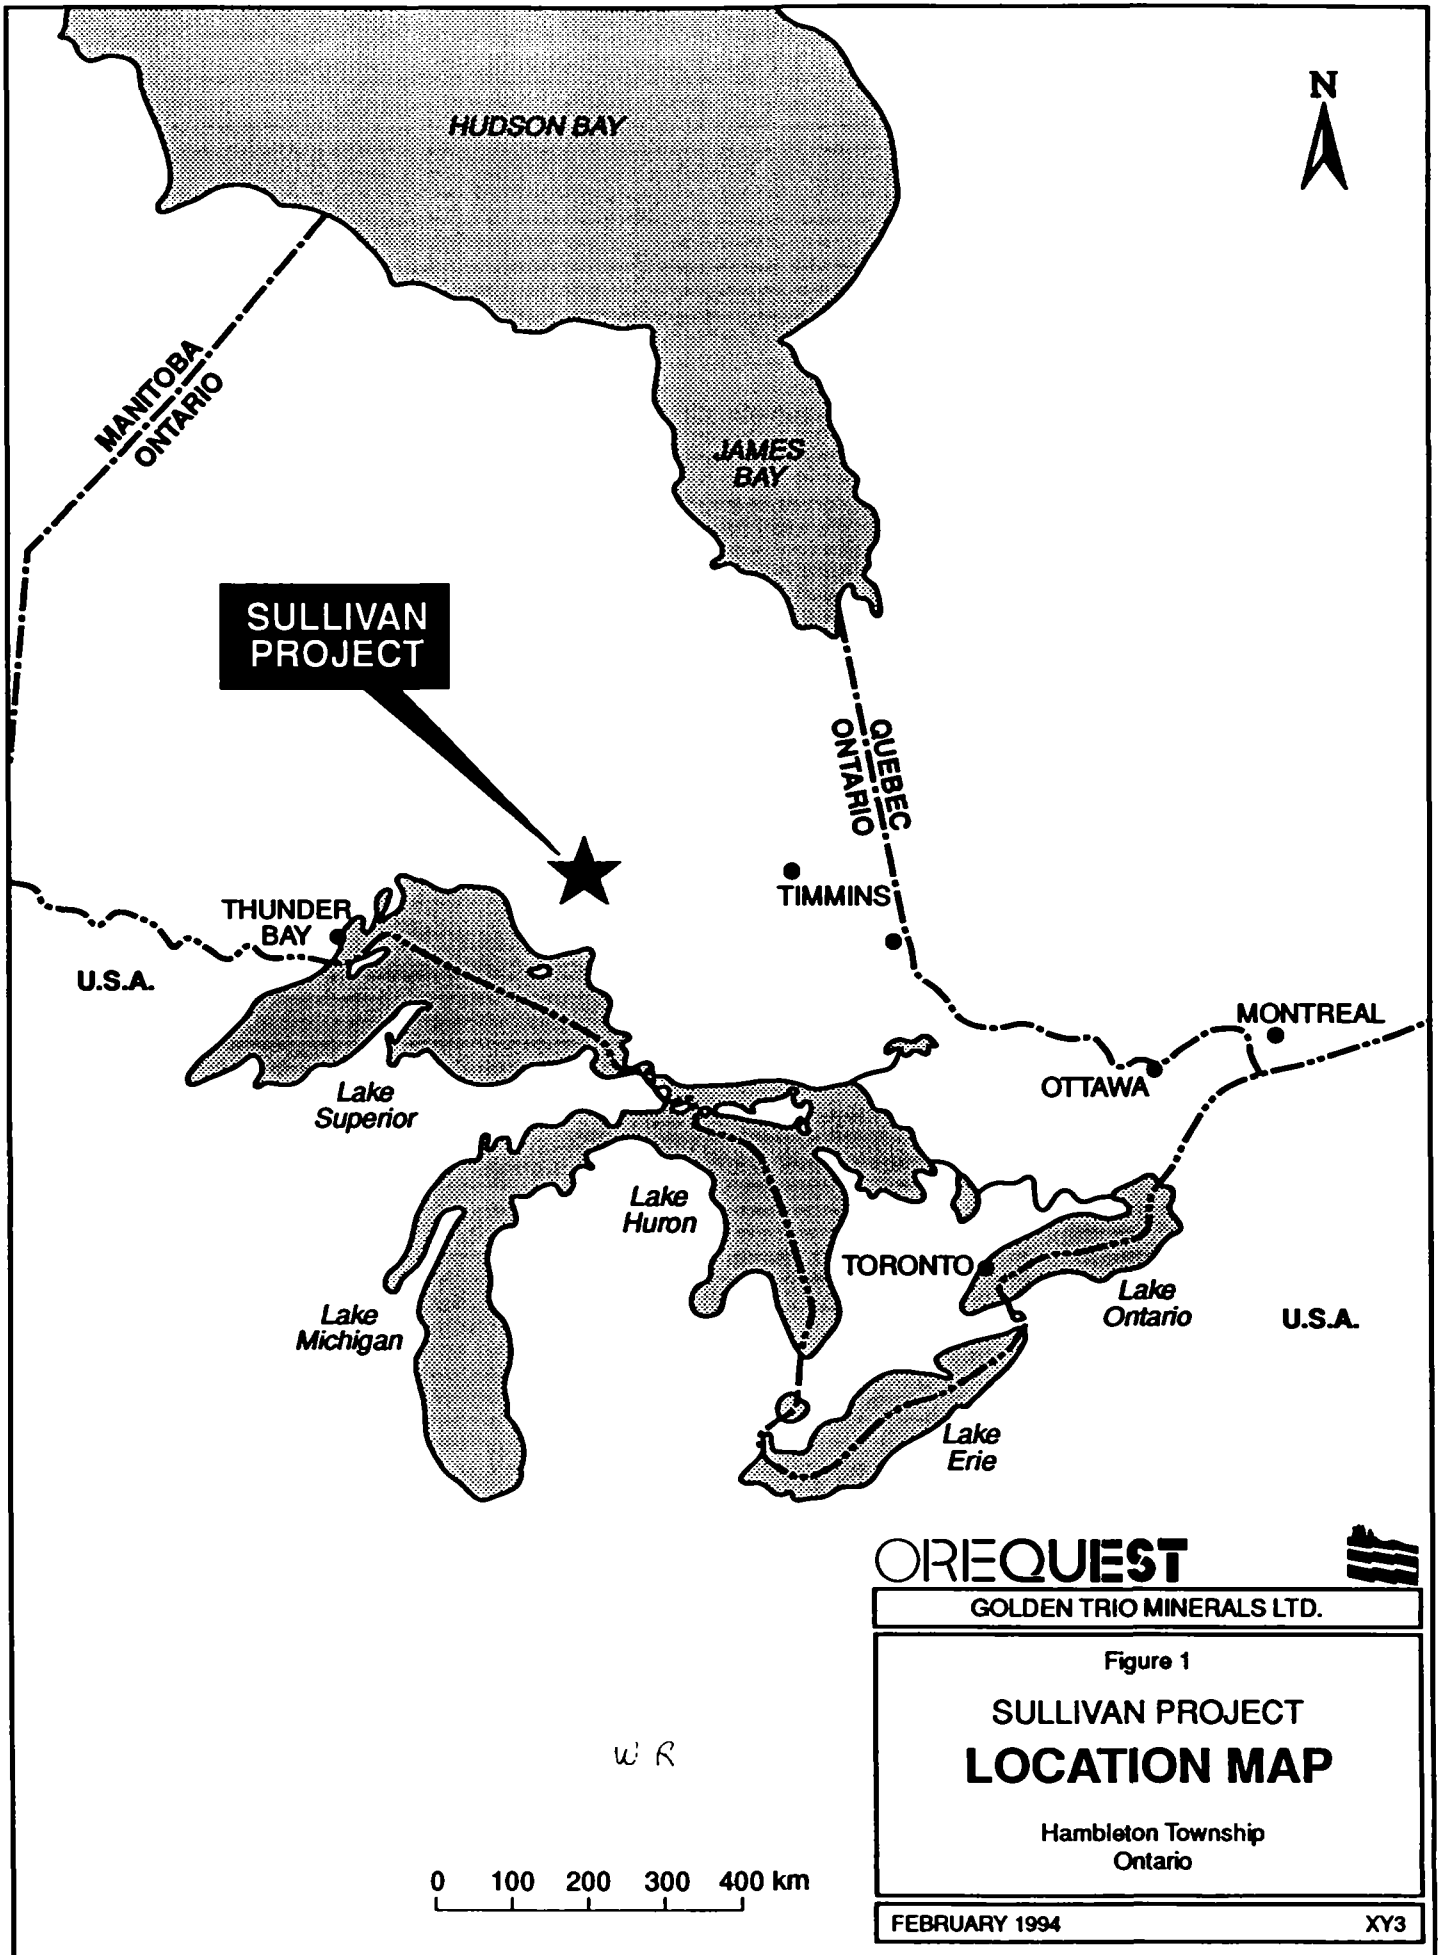 N
HUDSON BAY
MANITOBA
ONTARIO
JAMES
BAY
SULLIVAN
PROJECT
QUEBEC
ONTARIO
TIMMINS
THUNDER
BAY
U.S.A.
MONTREAL
OTTAWA
Lake
Superior
Lake
Huron
TORONTO
Lake
Ontario
U.S.A.
Lake
Michigan
Lake
Erie
OREQUEST
GOLDEN TRIO MINERALS LTD.
Figure 1
SULLIVAN PROJECT
LOCATION MAP
Hambleton Township
Ontario
FEBRUARY 1994 XY3
W R
0 100 200 300 400 km